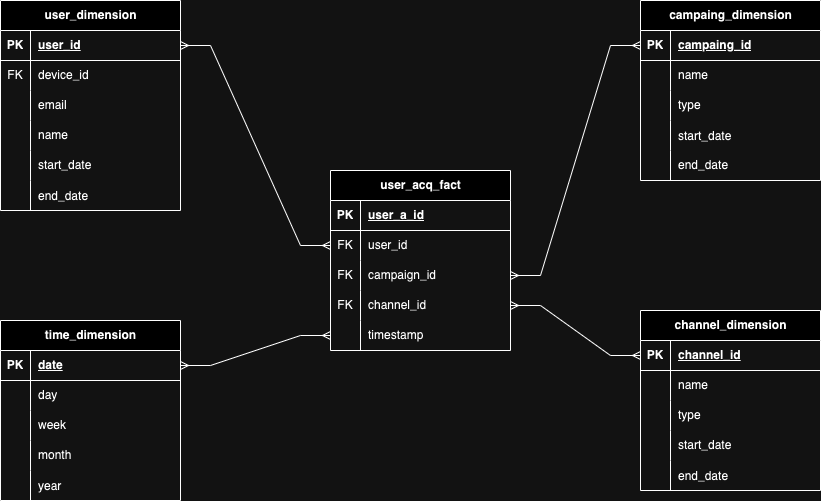 user_dimension
PK user_id
FK device_id
email
name
start_date
end_date
campaing_dimension
PK campaing_id
name
type
start_date
end_date
user_acq_fact
PK user_a_id
FK user_id
FK campaign_id
FK channel_id
timestamp
time_dimension
PK date
day
week
month
year
channel_dimension
PK channel_id
name
type
start_date
end_date